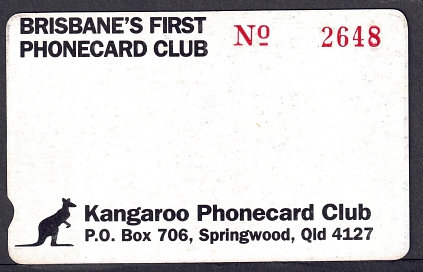 BRISBANE'S FIRST
PHONECARD CLUB
Nº 2648
Kangaroo Phonecard Club
P.O. Box 706, Springwood, Qld 4127